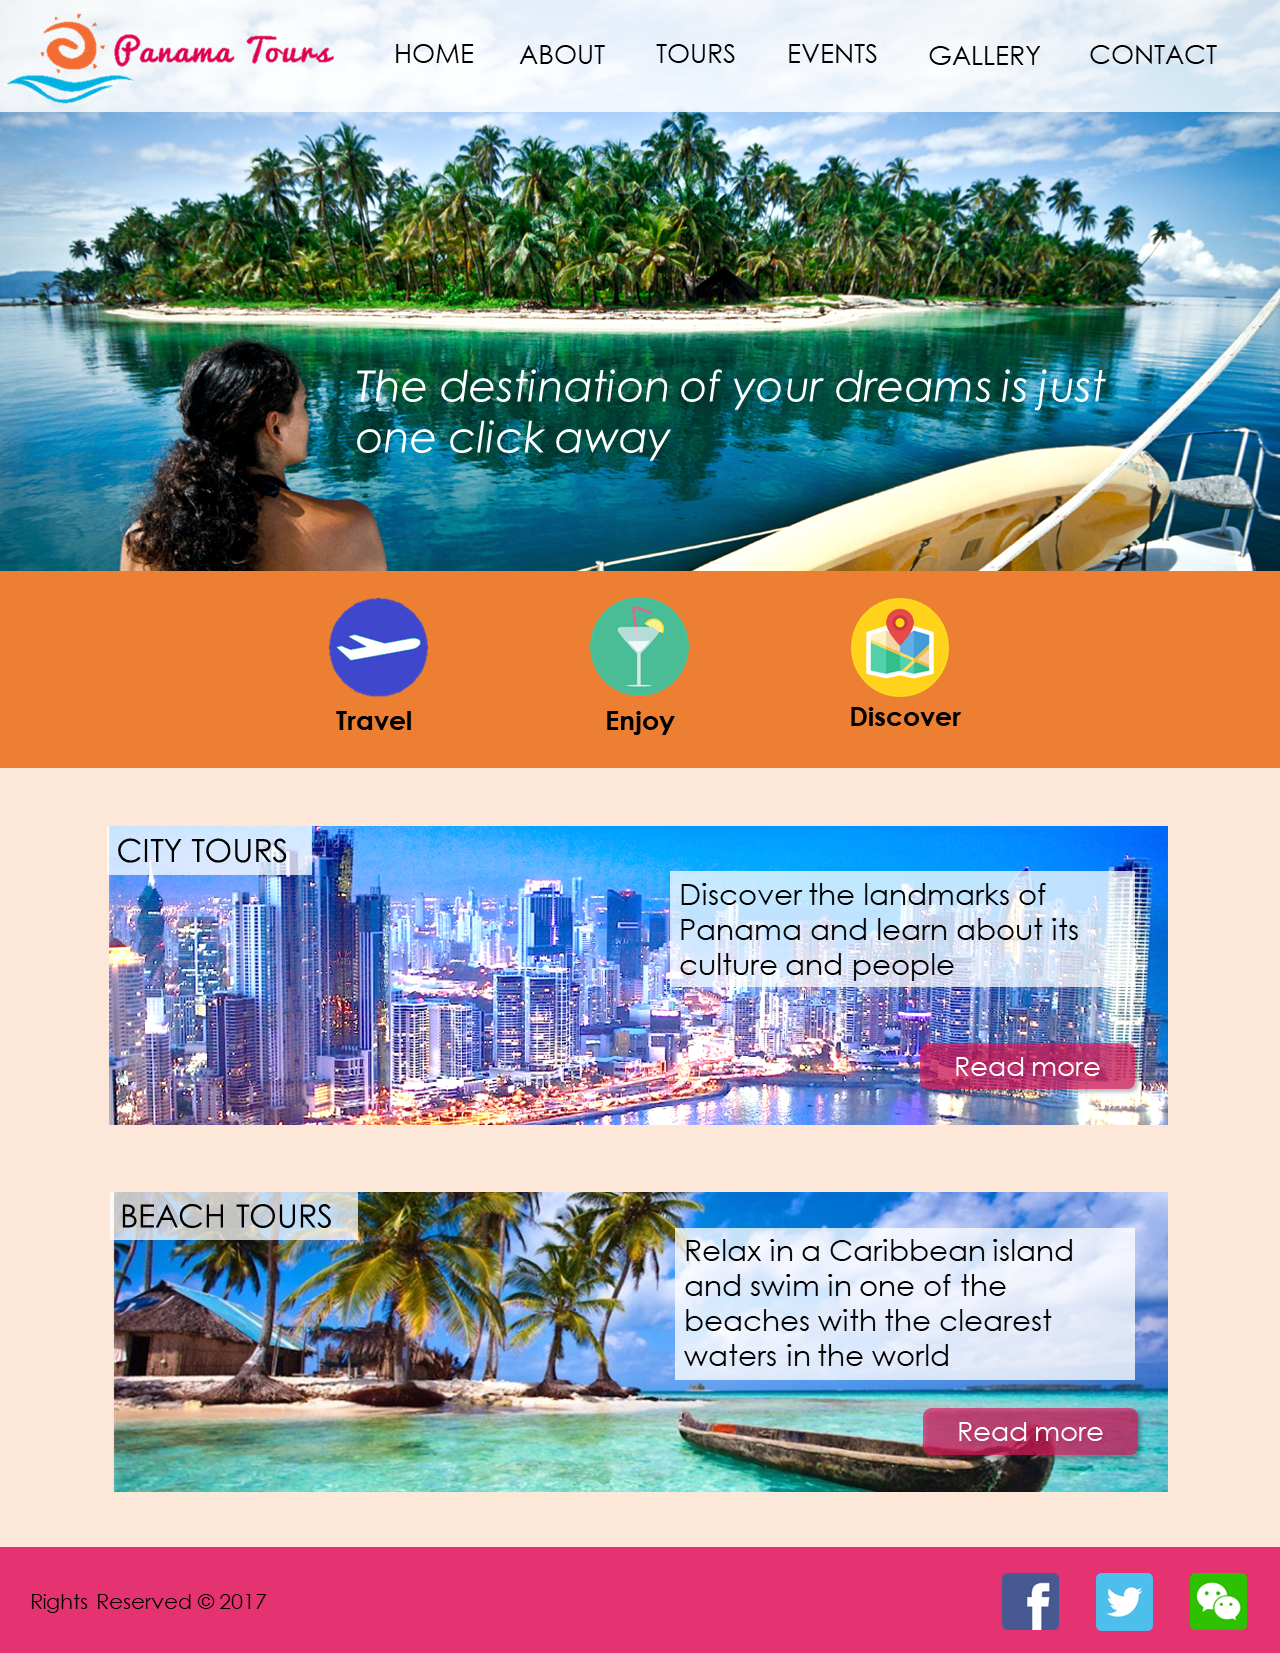 Panama Tours
HOME
ABOUT
TOURS
EVENTS
GALLERY
CONTACT
The destination of your dreams is just
one click away
Travel
Enjoy
Discover
CITY TOURS
Discover the landmarks of
Panama and learn about its
culture and people
Read more
BEACH TOURS
Relax in a Caribbean island
and swim in one of the
beaches with the clearest
waters in the world
Read more
Rights Reserved © 2017